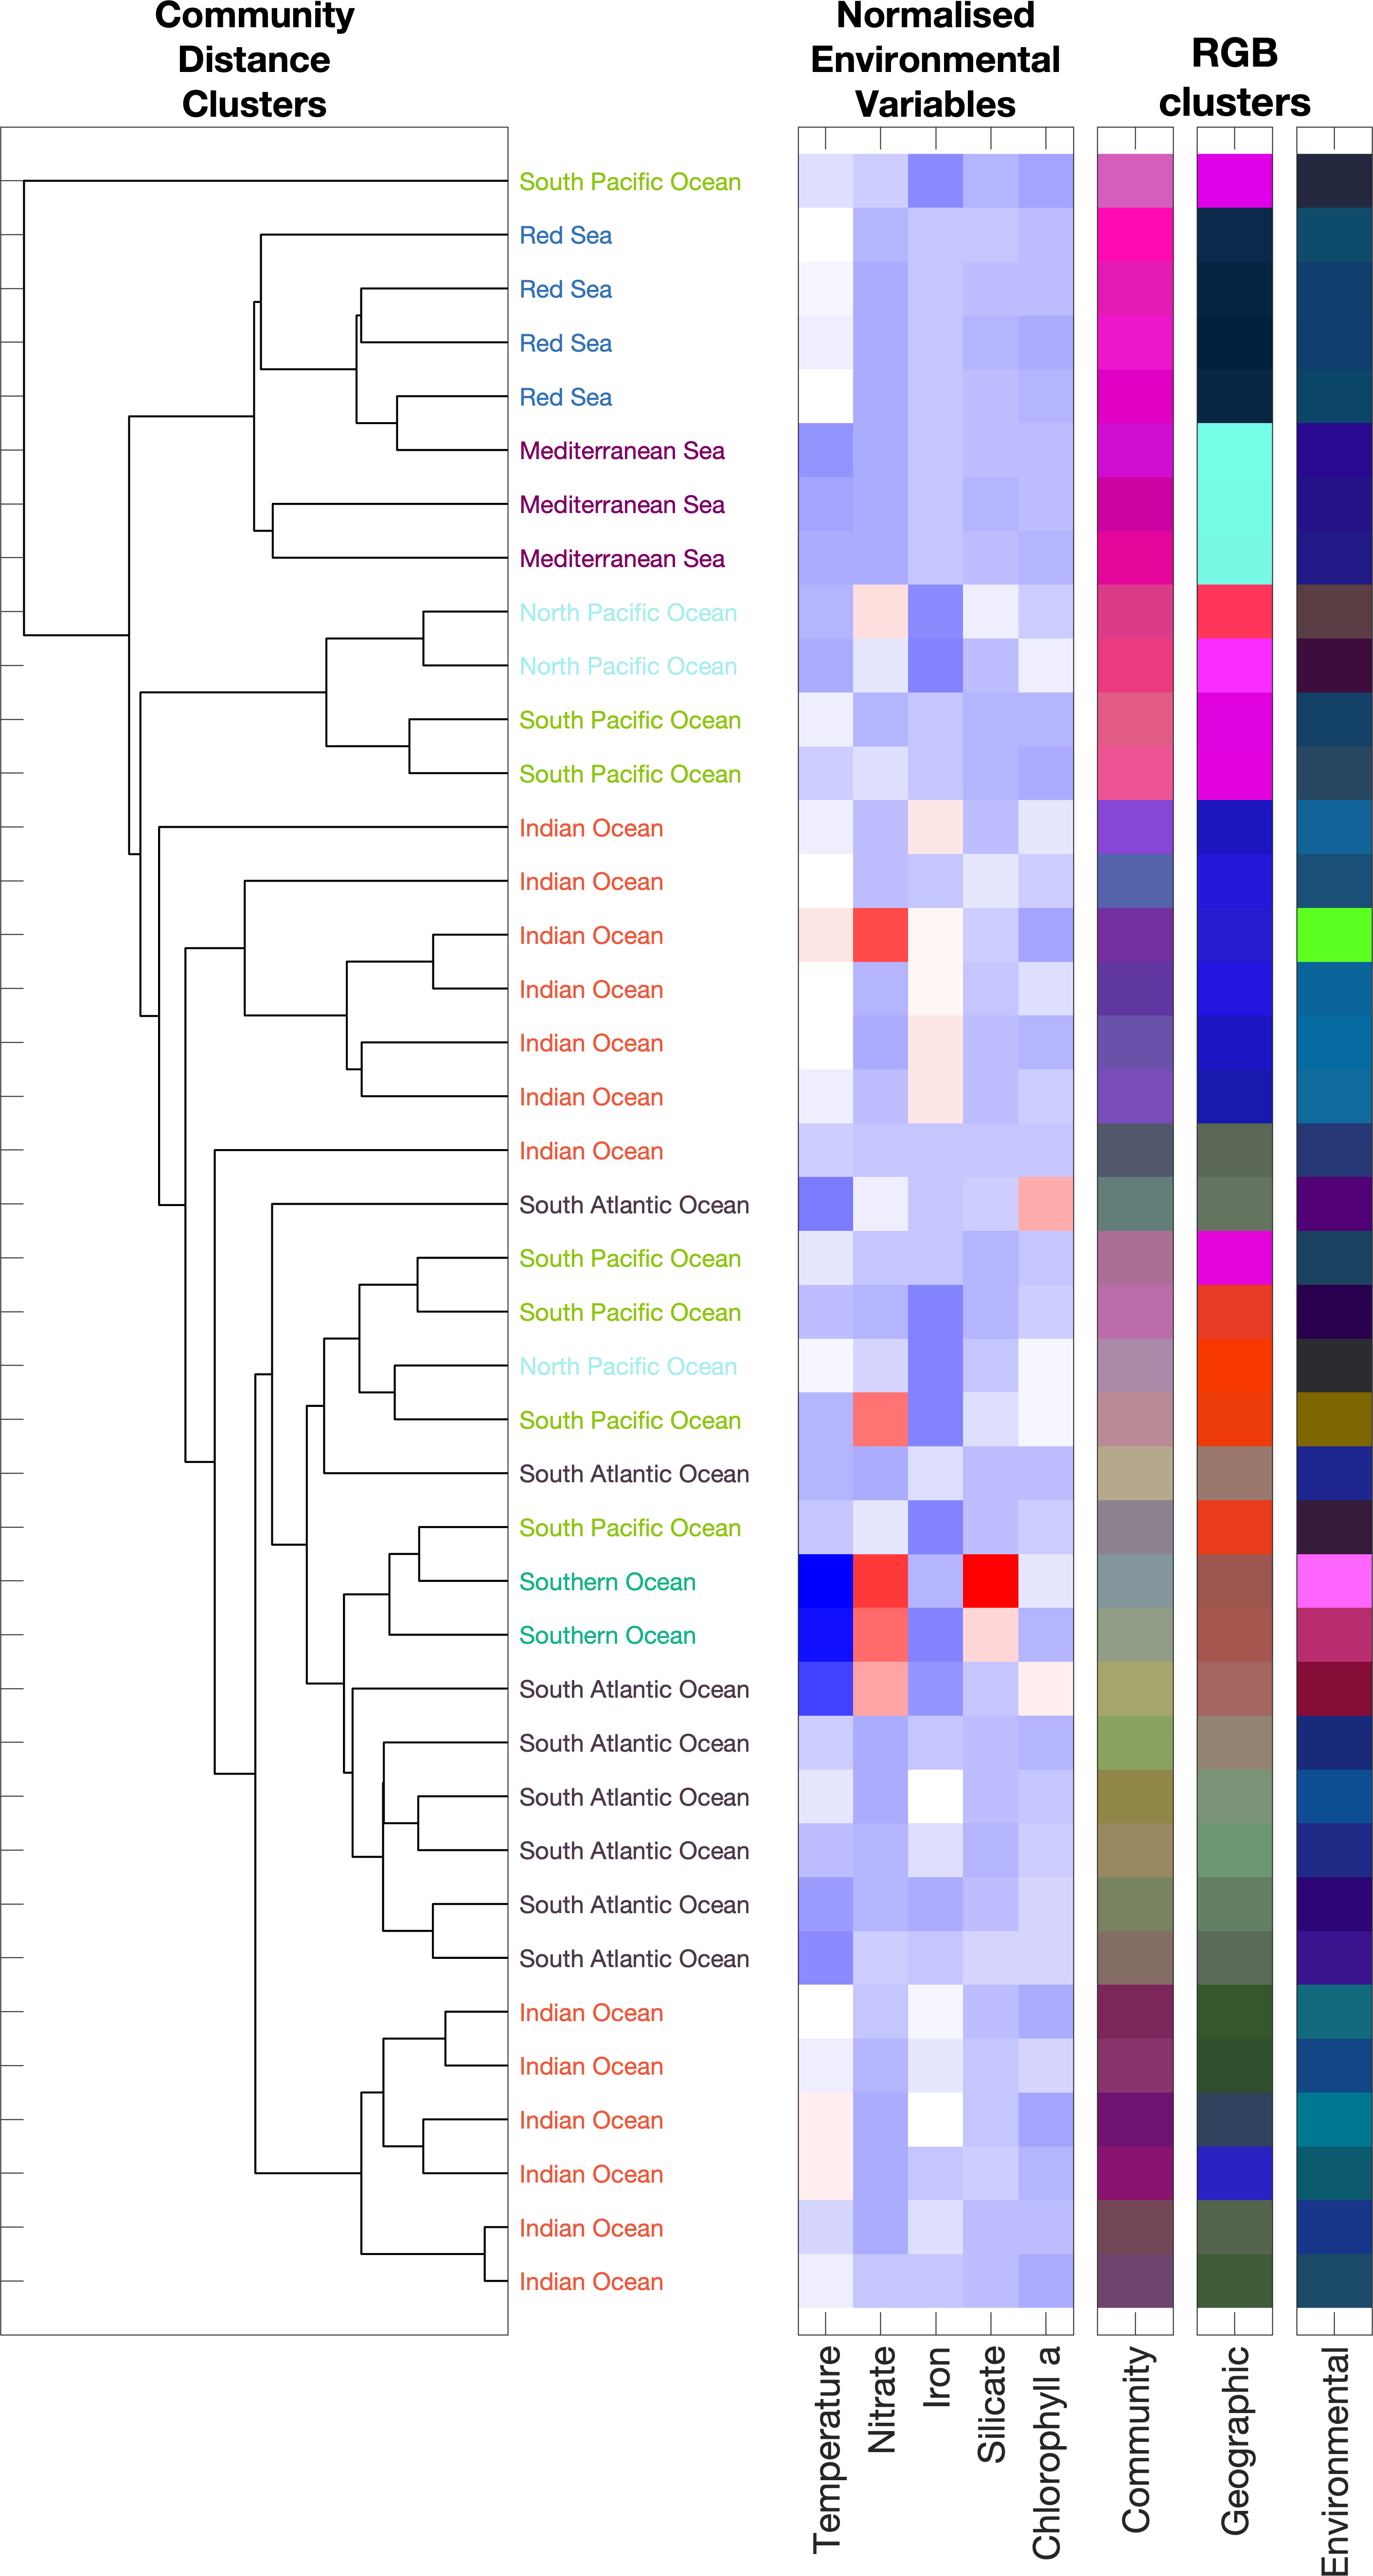 Community
Distance
Clusters
Normalised
Environmental
Variables
RGB
clusters
South Pacific Ocean
Red Sea
Red Sea
Red Sea
Red Sea
Mediterranean Sea
Mediterranean Sea
Mediterranean Sea
North Pacific Ocean
North Pacific Ocean
South Pacific Ocean
South Pacific Ocean
Indian Ocean
Indian Ocean
Indian Ocean
Indian Ocean
Indian Ocean
Indian Ocean
Indian Ocean
South Atlantic Ocean
South Pacific Ocean
South Pacific Ocean
North Pacific Ocean
South Pacific Ocean
South Atlantic Ocean
South Pacific Ocean
Southern Ocean
Southern Ocean
South Atlantic Ocean
South Atlantic Ocean
South Atlantic Ocean
South Atlantic Ocean
South Atlantic Ocean
South Atlantic Ocean
Indian Ocean
Indian Ocean
Indian Ocean
Indian Ocean
Indian Ocean
Indian Ocean
Temperature
Nitrate
Iron
Silicate
Chlorophyll a
Community
Geographic
Environmental